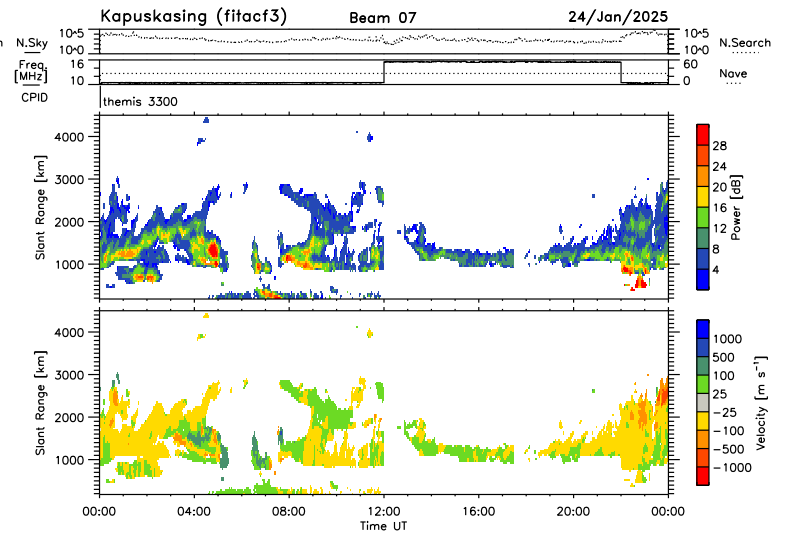 Kapuskasing (fitacf3) Beam 07 24/Jan/2025
n N.Sky 10^5 10^0 10^5 10^0 N.Search
Freq. [MHz] 16 10 60 0 Nave
CPID themis 3300
Slant Range [km] 4000 3000 2000 1000
28 24 20 16 12 8 4 Power [dB]
Slant Range [km] 4000 3000 2000 1000
1000 500 100 25 −25 −100 −500 −1000 Velocity [m s⁻¹]
00:00 04:00 08:00 12:00 16:00 20:00 00:00
Time UT